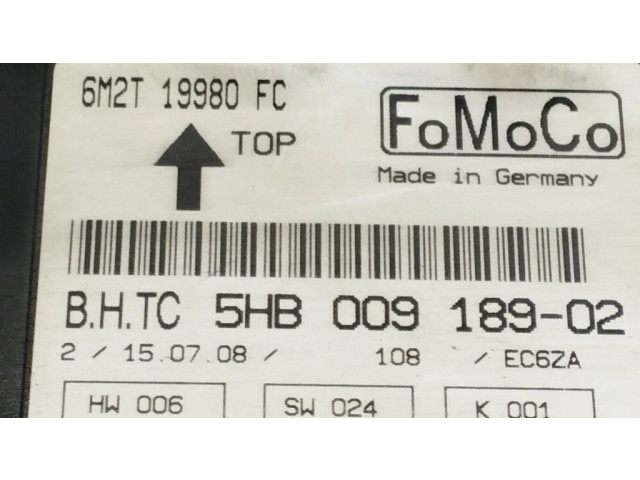 6M2T 19980 FC
TOP
FoMoCo
Made in Germany
B.H.TC 5HB 009 189-02
2 / 15.07.08 / 108 / EC6ZA
HW 006 SW 024 K 001